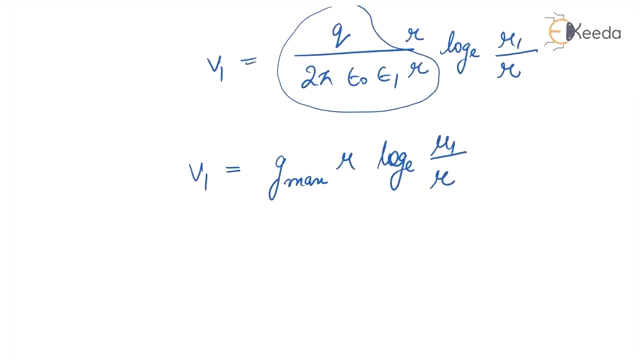 EKeeda
V₁ = q r / 2π ϵ₀ ϵ₁ r logₑ r₁/r
V₁ = gmax r logₑ r₁/r